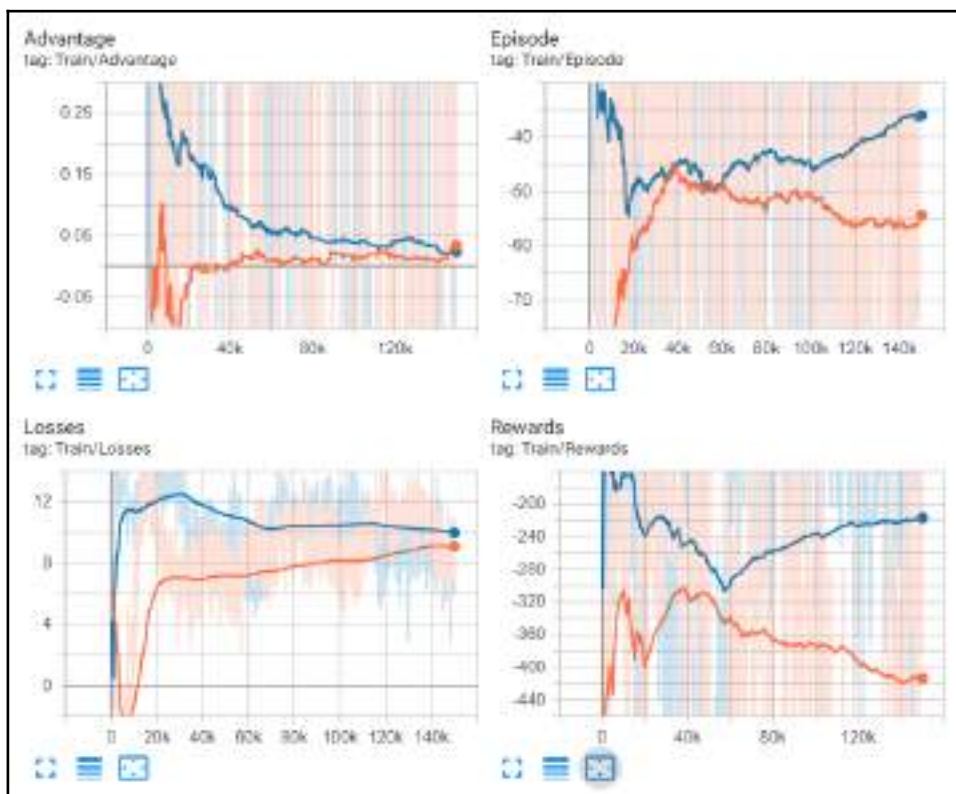 Advantage
tag: Train/Advantage
0.25
0.15
0.05
-0.05
0 40k 80k 120k
Episode
tag: Train/Episode
-40
-50
-60
-70
0 20k 40k 60k 80k 100k 120k 140k
Losses
tag: Train/Losses
12
8
4
0
0 20k 40k 60k 80k 100k 120k 140k
Rewards
tag: Train/Rewards
-200
-240
-280
-320
-360
-400
-440
0 40k 80k 120k